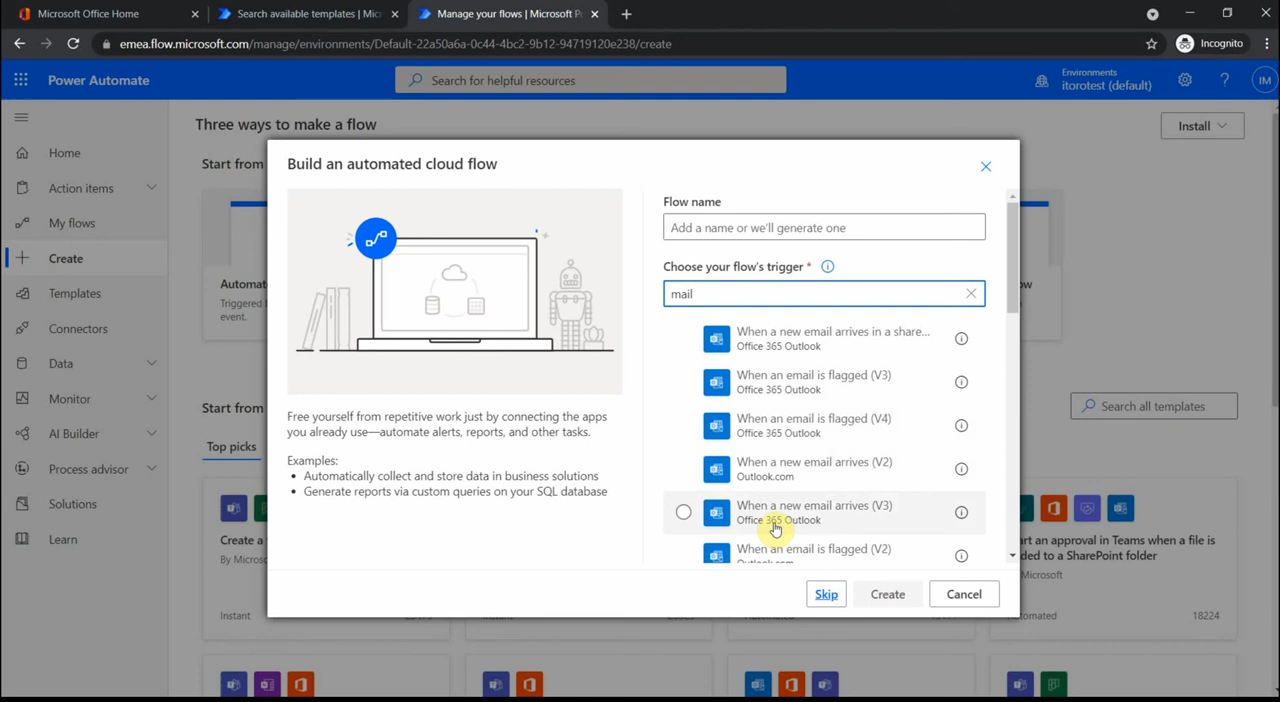 Microsoft Office Home
Search available templates | Mic
Manage your flows | Microsoft P
emea.flow.microsoft.com/manage/environments/Default-22a50a6a-0c44-4bc2-9b12-94719120e238/create
Incognito
Power Automate
Search for helpful resources
Environments
itorotest (default)
IM
Three ways to make a flow
Install
Home
Action items
My flows
Create
Templates
Connectors
Data
Monitor
AI Builder
Process advisor
Solutions
Learn
Start from
Automate
Triggered
event.
ow
Start from
Search all templates
Top picks
Create a
By Micros
Instant
art an approval in Teams when a file is
ded to a SharePoint folder
Microsoft
tomated
18224
Build an automated cloud flow
Free yourself from repetitive work just by connecting the apps
you already use—automate alerts, reports, and other tasks.
Examples:
• Automatically collect and store data in business solutions
• Generate reports via custom queries on your SQL database
Flow name
Add a name or we'll generate one
Choose your flow's trigger *
mail
When a new email arrives in a share...
Office 365 Outlook
When an email is flagged (V3)
Office 365 Outlook
When an email is flagged (V4)
Office 365 Outlook
When a new email arrives (V2)
Outlook.com
When a new email arrives (V3)
Office 365 Outlook
When an email is flagged (V2)
Outlook.com
Skip
Create
Cancel